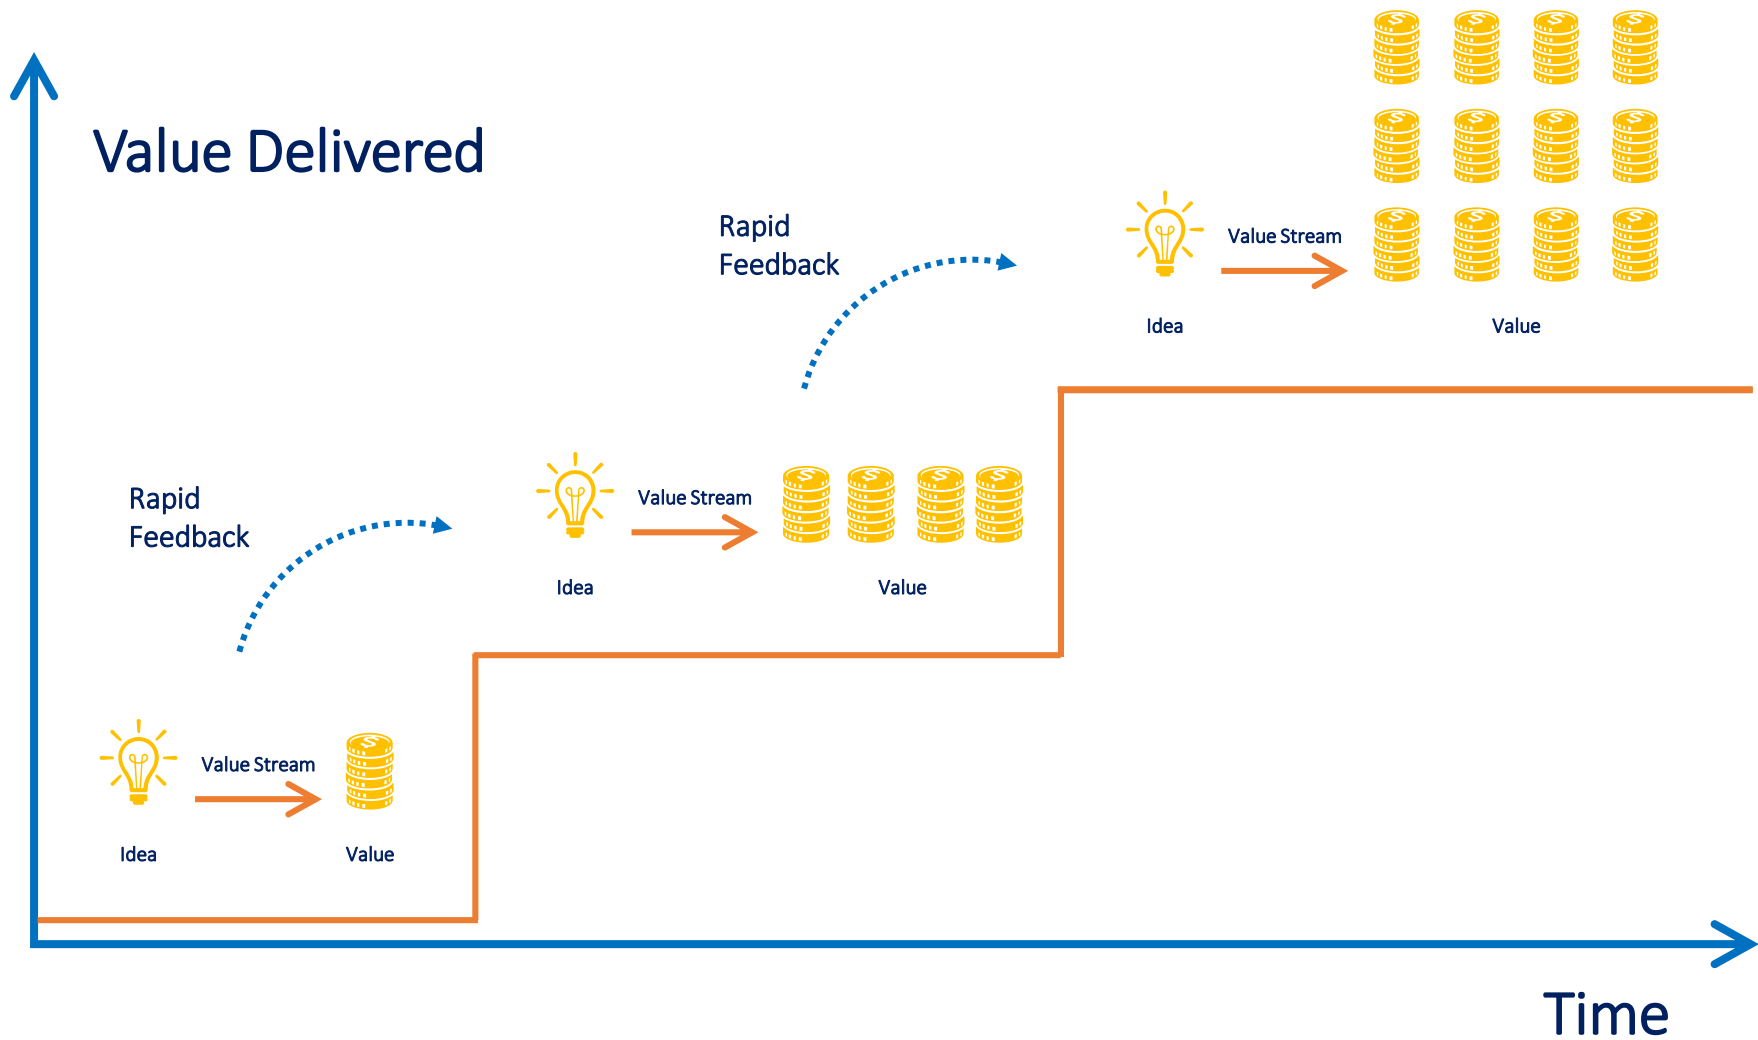 Value Delivered
Rapid
Feedback
Value Stream
Idea
Value
Rapid
Feedback
Value Stream
Idea
Value
Value Stream
Idea
Value
Time